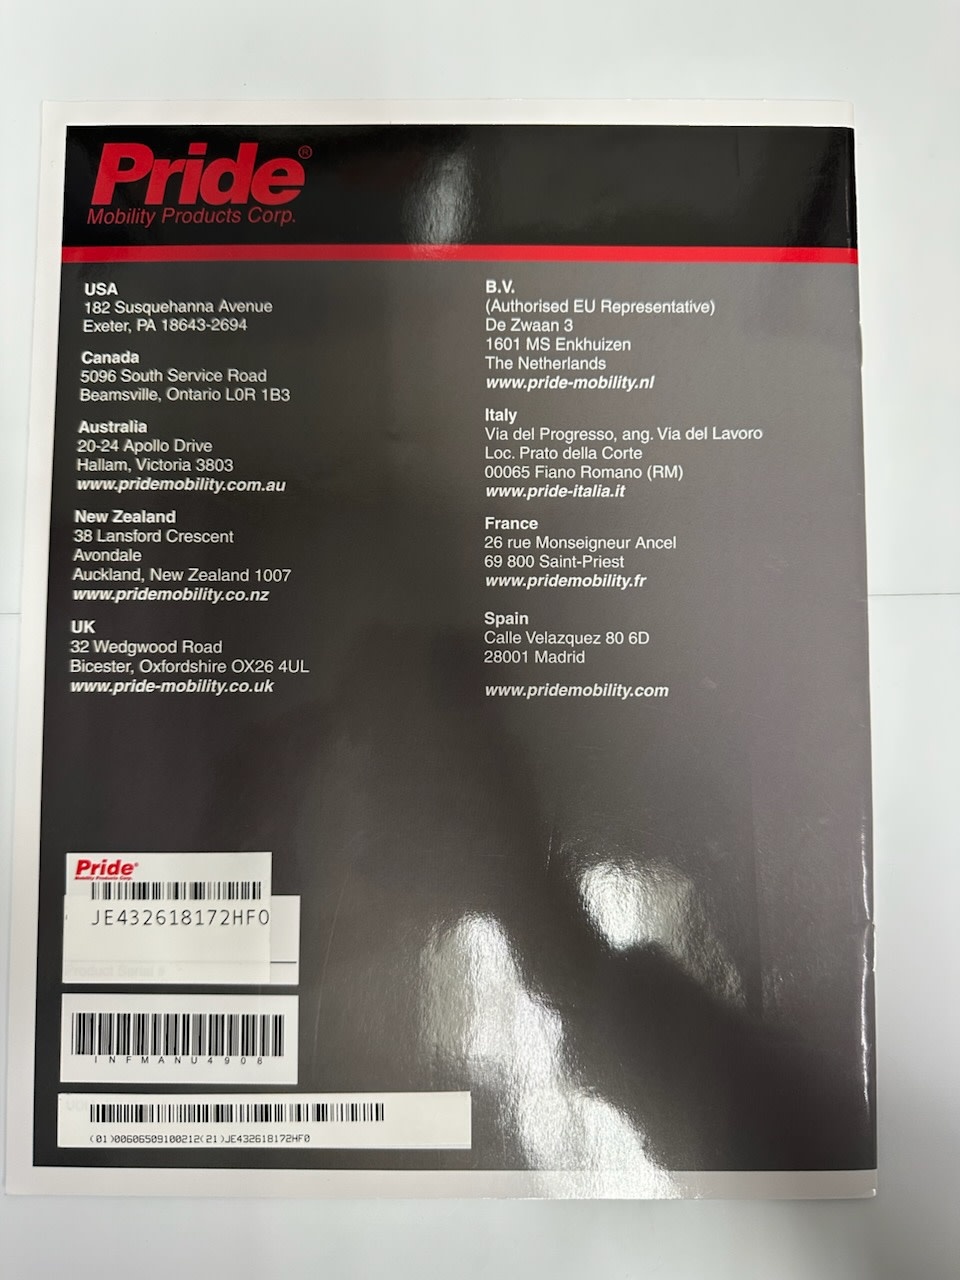 Pride®
Mobility Products Corp.
USA
182 Susquehanna Avenue
Exeter, PA 18643-2694
Canada
5096 South Service Road
Beamsville, Ontario L0R 1B3
Australia
20-24 Apollo Drive
Hallam, Victoria 3803
www.pridemobility.com.au
New Zealand
38 Lansford Crescent
Avondale
Auckland, New Zealand 1007
www.pridemobility.co.nz
UK
32 Wedgwood Road
Bicester, Oxfordshire OX26 4UL
www.pride-mobility.co.uk
B.V.
(Authorised EU Representative)
De Zwaan 3
1601 MS Enkhuizen
The Netherlands
www.pride-mobility.nl
Italy
Via del Progresso, ang. Via del Lavoro
Loc. Prato della Corte
00065 Fiano Romano (RM)
www.pride-italia.it
France
26 rue Monseigneur Ancel
69 800 Saint-Priest
www.pridemobility.fr
Spain
Calle Velazquez 80 6D
28001 Madrid
www.pridemobility.com
Pride®
Mobility Products Corp.
JE432618172HF0
Product Serial #
INFMANU4908
(01)00606509100212(21)JE432618172HF0